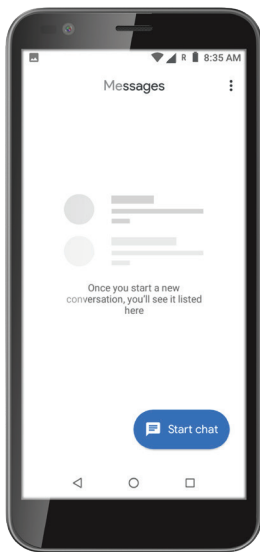 R 8:35 AM
Messages
Once you start a new
conversation, you'll see it listed
here
Start chat